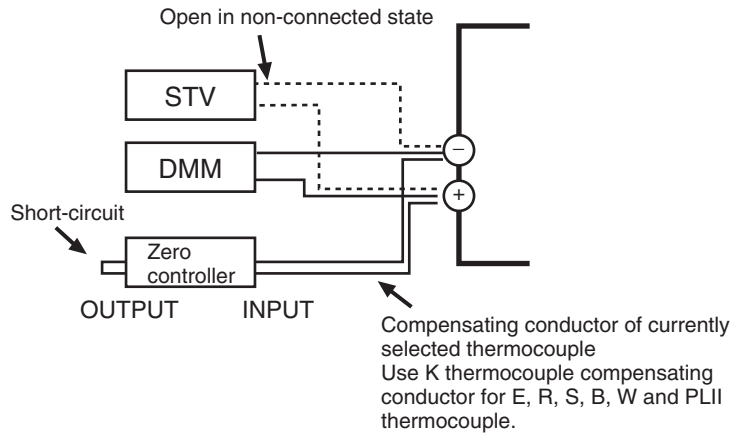 Open in non-connected state
STV
−
DMM
+
Short-circuit
Zero
controller
OUTPUT
INPUT
Compensating conductor of currently
selected thermocouple
Use K thermocouple compensating
conductor for E, R, S, B, W and PLII
thermocouple.